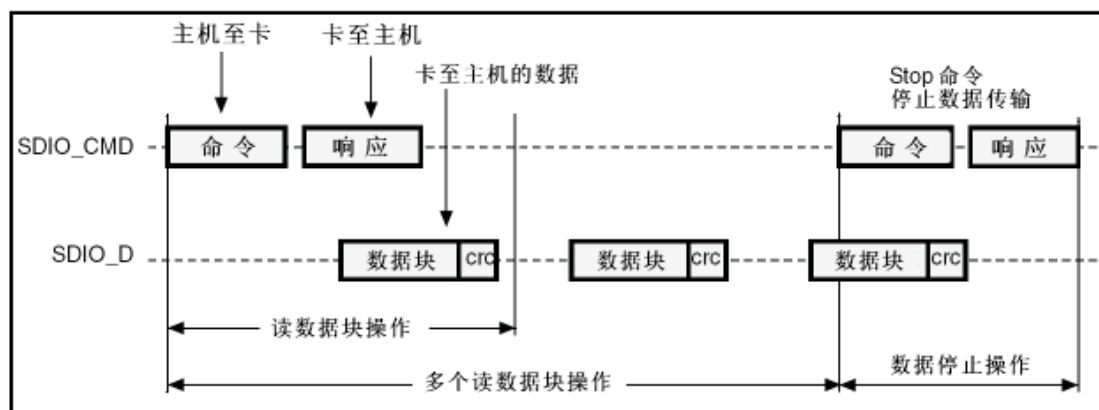 主机至卡
卡至主机
卡至主机的数据
Stop 命令
停止数据传输
SDIO_CMD
命令
响应
命令
响应
SDIO_D
数据块
crc
数据块
crc
数据块
crc
读数据块操作
多个读数据块操作
数据停止操作